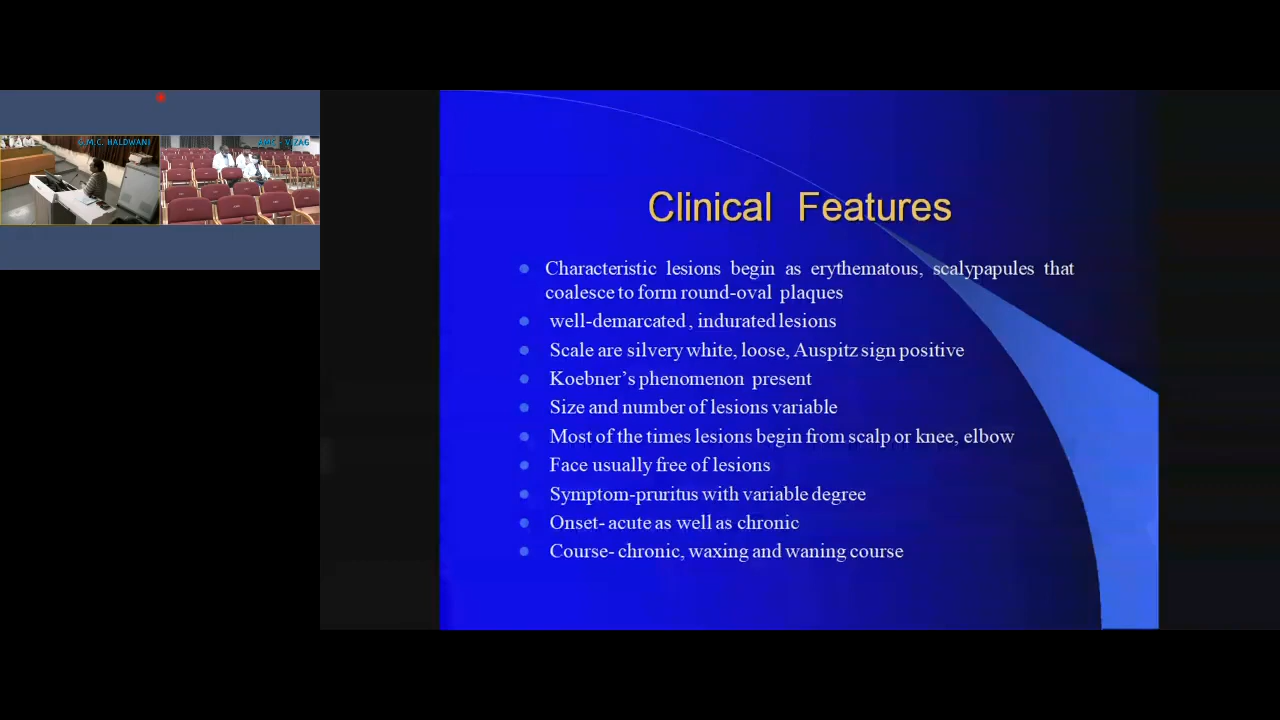 G.M.C. HALDWANI
AMC - VIZAG
Clinical Features
Characteristic lesions begin as erythematous, scalypapules that
coalesce to form round-oval plaques
well-demarcated , indurated lesions
Scale are silvery white, loose, Auspitz sign positive
Koebner's phenomenon present
Size and number of lesions variable
Most of the times lesions begin from scalp or knee, elbow
Face usually free of lesions
Symptom-pruritus with variable degree
Onset- acute as well as chronic
Course- chronic, waxing and waning course